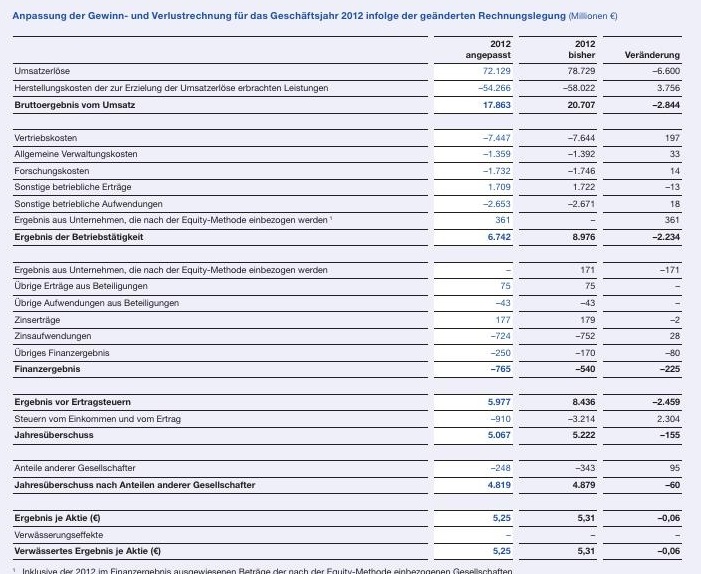 Anpassung der Gewinn- und Verlustrechnung für das Geschäftsjahr 2012 infolge der geänderten Rechnungslegung (Millionen €)
2012 angepasst 2012 bisher Veränderung
Umsatzerlöse 72.129 78.729 –6.600
Herstellungskosten der zur Erzielung der Umsatzerlöse erbrachten Leistungen –54.266 –58.022 3.756
Bruttoergebnis vom Umsatz 17.863 20.707 –2.844
Vertriebskosten –7.447 –7.644 197
Allgemeine Verwaltungskosten –1.359 –1.392 33
Forschungskosten –1.732 –1.746 14
Sonstige betriebliche Erträge 1.709 1.722 –13
Sonstige betriebliche Aufwendungen –2.653 –2.671 18
Ergebnis aus Unternehmen, die nach der Equity-Methode einbezogen werden ¹ 361 – 361
Ergebnis der Betriebstätigkeit 6.742 8.976 –2.234
Ergebnis aus Unternehmen, die nach der Equity-Methode einbezogen werden – 171 –171
Übrige Erträge aus Beteiligungen 75 75 –
Übrige Aufwendungen aus Beteiligungen –43 –43 –
Zinserträge 177 179 –2
Zinsaufwendungen –724 –752 28
Übriges Finanzergebnis –250 –170 –80
Finanzergebnis –765 –540 –225
Ergebnis vor Ertragsteuern 5.977 8.436 –2.459
Steuern vom Einkommen und vom Ertrag –910 –3.214 2.304
Jahresüberschuss 5.067 5.222 –155
Anteile anderer Gesellschafter –248 –343 95
Jahresüberschuss nach Anteilen anderer Gesellschafter 4.819 4.879 –60
Ergebnis je Aktie (€) 5,25 5,31 –0,06
Verwässerungseffekte – – –
Verwässertes Ergebnis je Aktie (€) 5,25 5,31 –0,06
¹ Inklusive der 2012 im Finanzergebnis ausgewiesenen Beträge der nach der Equity-Methode einbezogenen Gesellschaften